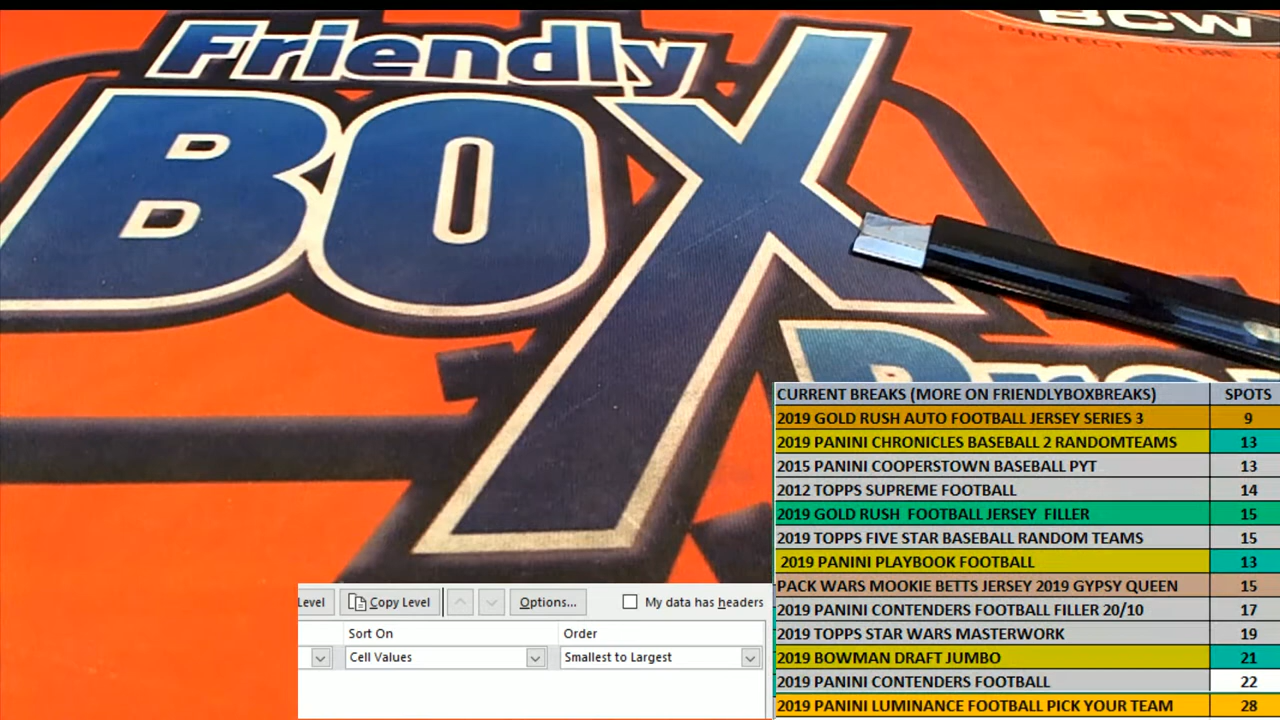 BCW
PROTECT STORE
Friendly
BOX
CURRENT BREAKS (MORE ON FRIENDLYBOXBREAKS) SPOTS
2019 GOLD RUSH AUTO FOOTBALL JERSEY SERIES 3 9
2019 PANINI CHRONICLES BASEBALL 2 RANDOMTEAMS 13
2015 PANINI COOPERSTOWN BASEBALL PYT 13
2012 TOPPS SUPREME FOOTBALL 14
2019 GOLD RUSH FOOTBALL JERSEY FILLER 15
2019 TOPPS FIVE STAR BASEBALL RANDOM TEAMS 15
2019 PANINI PLAYBOOK FOOTBALL 13
PACK WARS MOOKIE BETTS JERSEY 2019 GYPSY QUEEN 15
2019 PANINI CONTENDERS FOOTBALL FILLER 20/10 17
2019 TOPPS STAR WARS MASTERWORK 19
2019 BOWMAN DRAFT JUMBO 21
2019 PANINI CONTENDERS FOOTBALL 22
2019 PANINI LUMINANCE FOOTBALL PICK YOUR TEAM 28
Level Copy Level Options... My data has headers
Sort On Order
Cell Values Smallest to Largest